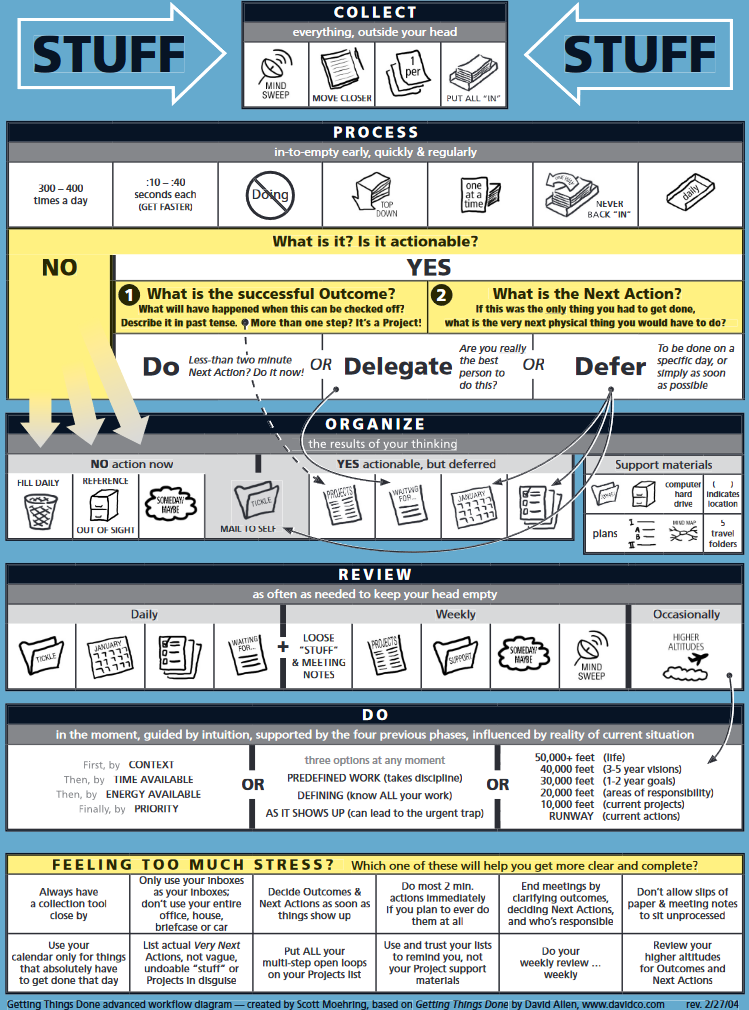 STUFF
COLLECT
everything, outside your head
MIND
SWEEP
MOVE CLOSER
1
per
PUT ALL "IN"
STUFF
PROCESS
in-to-empty early, quickly & regularly
300 – 400
times a day
:10 – :40
seconds each
(GET FASTER)
Doing
TOP
DOWN
one
at a
time
ONE WAY
NEVER
BACK "IN"
daily
What is it? Is it actionable?
NO
YES
1 What is the successful Outcome?
What will have happened when this can be checked off?
Describe it in past tense. More than one step? It's a Project!
2 What is the Next Action?
If this was the only thing you had to get done,
what is the very next physical thing you would have to do?
Do
Less-than two minute
Next Action? Do it now!
OR
Delegate
Are you really
the best
person to
do this?
OR
Defer
To be done on a
specific day, or
simply as soon
as possible
ORGANIZE
the results of your thinking
NO action now
FILL DAILY
REFERENCE
OUT OF SIGHT
SOMEDAY/
MAYBE
TICKLE
MAIL TO SELF
YES actionable, but deferred
PROJECTS
WAITING
FOR...
JANUARY
Support materials
SUPPORT
computer
hard
drive
( )
indicates
location
plans
I
A
B
II
MIND MAP
5
travel
folders
REVIEW
as often as needed to keep your head empty
Daily
TICKLE
JANUARY
WAITING
FOR...
+
Weekly
LOOSE
"STUFF"
& MEETING
NOTES
PROJECTS
SUPPORT
SOMEDAY/
MAYBE
MIND
SWEEP
Occasionally
HIGHER
ALTITUDES
DO
in the moment, guided by intuition, supported by the four previous phases, influenced by reality of current situation
First, by CONTEXT
Then, by TIME AVAILABLE
Then, by ENERGY AVAILABLE
Finally, by PRIORITY
OR
three options at any moment
PREDEFINED WORK (takes discipline)
DEFINING (know ALL your work)
AS IT SHOWS UP (can lead to the urgent trap)
OR
50,000+ feet (life)
40,000 feet (3-5 year visions)
30,000 feet (1-2 year goals)
20,000 feet (areas of responsibility)
10,000 feet (current projects)
RUNWAY (current actions)
FEELING TOO MUCH STRESS? Which one of these will help you get more clear and complete?
Always have
a collection tool
close by
Only use your inboxes
as your inboxes;
don't use your entire
office, house,
briefcase or car
Decide Outcomes &
Next Actions as soon as
things show up
Do most 2 min.
actions immediately
if you plan to ever do
them at all
End meetings by
clarifying outcomes,
deciding Next Actions,
and who's responsible
Don't allow slips of
paper & meeting notes
to sit unprocessed
Use your
calendar only for things
that absolutely have
to get done that day
List actual Very Next
Actions, not vague,
undoable "stuff" or
Projects in disguise
Put ALL your
multi-step open loops
on your Projects list
Use and trust your lists
to remind you, not
your Project support
materials
Do your
weekly review ...
weekly
Review your
higher altitudes
for Outcomes and
Next Actions
Getting Things Done advanced workflow diagram — created by Scott Moehring, based on Getting Things Done by David Allen, www.davidco.com rev. 2/27/04